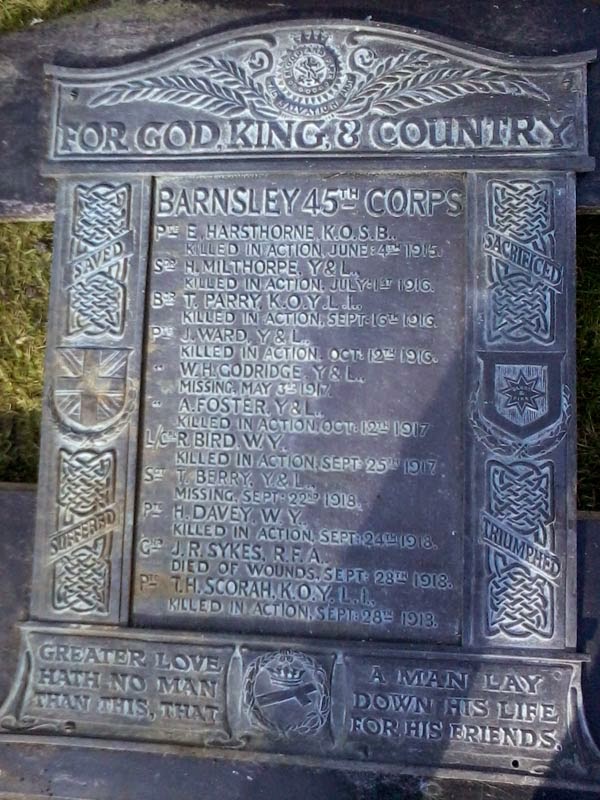 FOR GOD, KING, & COUNTRY
BARNSLEY 45TH CORPS
PTE E. HARSTHORNE, K.O.S.B.,
KILLED IN ACTION, JUNE: 4TH 1915.
H. MILTHORPE, Y & L.,
KILLED IN ACTION, JULY: 1ST 1916.
T. PARRY, K.O.Y.L.I.,
KILLED IN ACTION, SEPT: 16TH 1916.
PTE J. WARD, Y & L.,
KILLED IN ACTION. OCT: 12TH 1916.
" W. H. GODRIDGE, Y & L.,
MISSING, MAY 3RD 1917.
" A. FOSTER, Y & L.,
KILLED IN ACTION, OCT: 12TH 1917
L/CPL R. BIRD, W.Y.,
KILLED IN ACTION, SEPT: 25TH 1917.
T. BERRY, Y & L.,
MISSING, SEPT: 22ND 1918.
PTE H. DAVEY, W.Y.,
KILLED IN ACTION, SEPT: 24TH 1918.
J. R. SYKES, R.F.A.,
DIED OF WOUNDS, SEPT: 28TH 1918.
PTE T. H. SCORAH, K.O.Y.L.I.,
KILLED IN ACTION, SEPT: 28TH 1918.
SAVED
SUFFERED
SACRIFICED
TRIUMPHED
GREATER LOVE
HATH NO MAN
THAN THIS, THAT
A MAN LAY
DOWN HIS LIFE
FOR HIS FRIENDS.